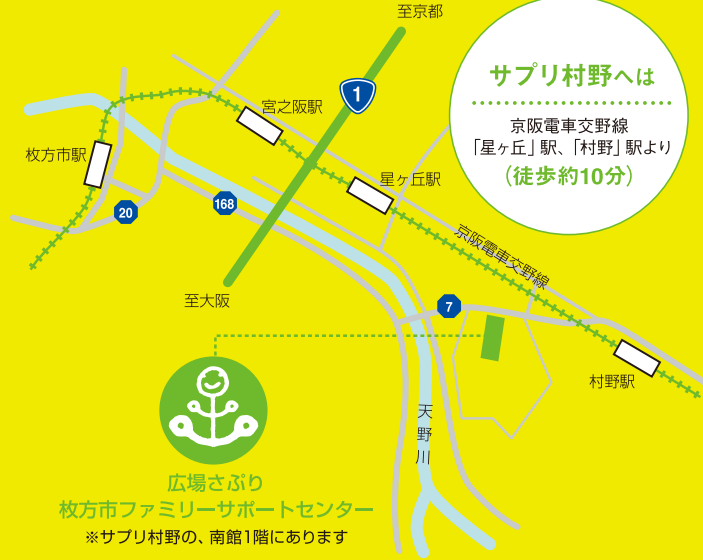 至京都
1
サプリ村野へは
京阪電車交野線
「星ヶ丘」駅、「村野」駅より
（徒歩約10分）
宮之阪駅
枚方市駅
星ヶ丘駅
20
168
京阪電車交野線
至大阪
7
村野駅
天野川
広場さぷり
枚方市ファミリーサポートセンター
※サプリ村野の、南館1階にあります